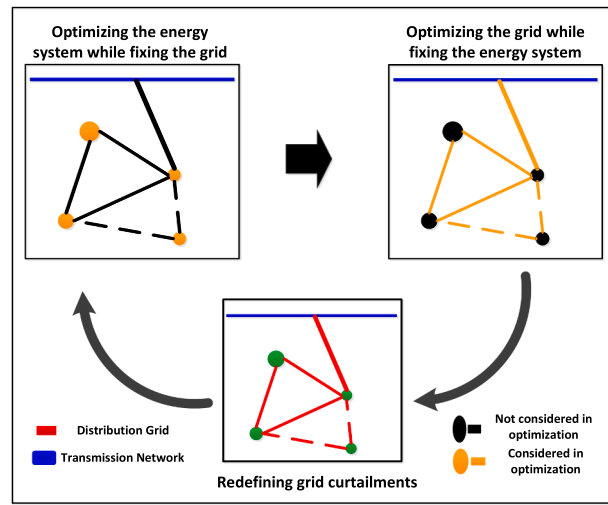 Optimizing the energy
system while fixing the grid
Optimizing the grid while
fixing the energy system
Distribution Grid
Transmission Network
Redefining grid curtailments
Not considered in
optimization
Considered in
optimization